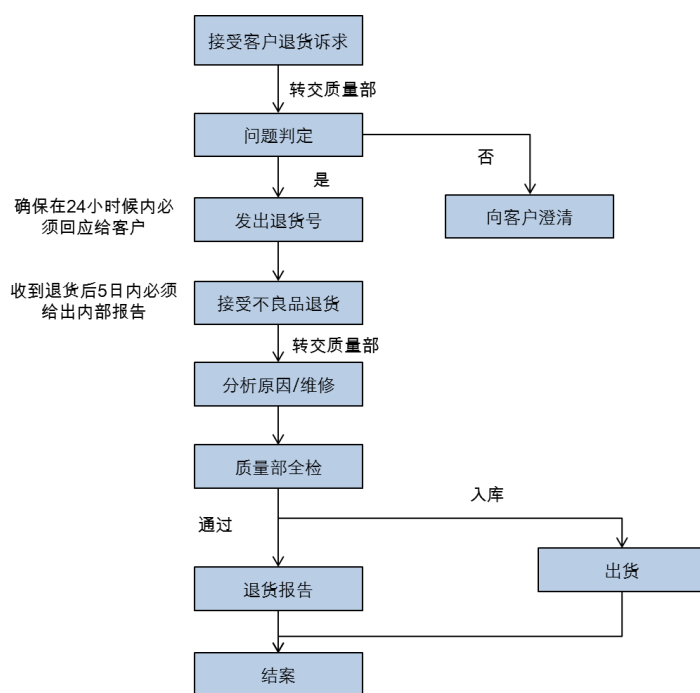 接受客户退货诉求
转交质量部
问题判定
否
是
确保在24小时候内必
须回应给客户
发出退货号
向客户澄清
收到退货后5日内必须
给出内部报告
接受不良品退货
转交质量部
分析原因/维修
质量部全检
入库
通过
出货
退货报告
结案